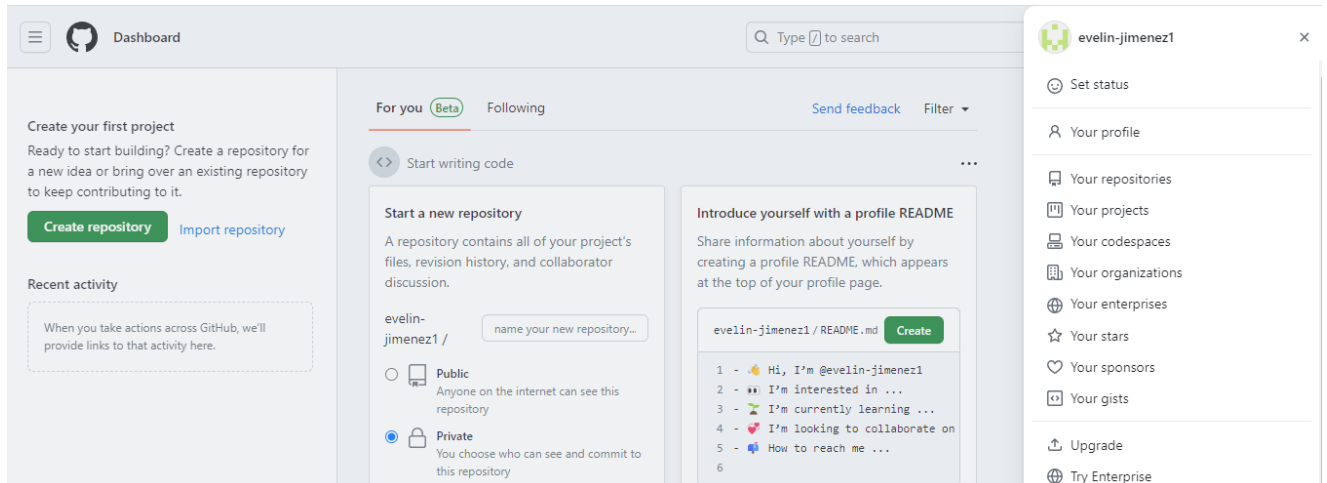 Dashboard
Type / to search
Create your first project
Ready to start building? Create a repository for
a new idea or bring over an existing repository
to keep contributing to it.
Create repository
Import repository
Recent activity
When you take actions across GitHub, we'll
provide links to that activity here.
For you Beta
Following
Send feedback
Filter
Start writing code
Start a new repository
A repository contains all of your project's
files, revision history, and collaborator
discussion.
evelin-
jimenez1 /
name your new repository...
Public
Anyone on the internet can see this
repository
Private
You choose who can see and commit to
this repository
Introduce yourself with a profile README
Share information about yourself by
creating a profile README, which appears
at the top of your profile page.
evelin-jimenez1 / README.md
Create
1 - 👋 Hi, I'm @evelin-jimenez1
2 - 👀 I'm interested in ...
3 - 🌱 I'm currently learning ...
4 - 💞️ I'm looking to collaborate on
5 - 📫 How to reach me ...
6
evelin-jimenez1
Set status
Your profile
Your repositories
Your projects
Your codespaces
Your organizations
Your enterprises
Your stars
Your sponsors
Your gists
Upgrade
Try Enterprise